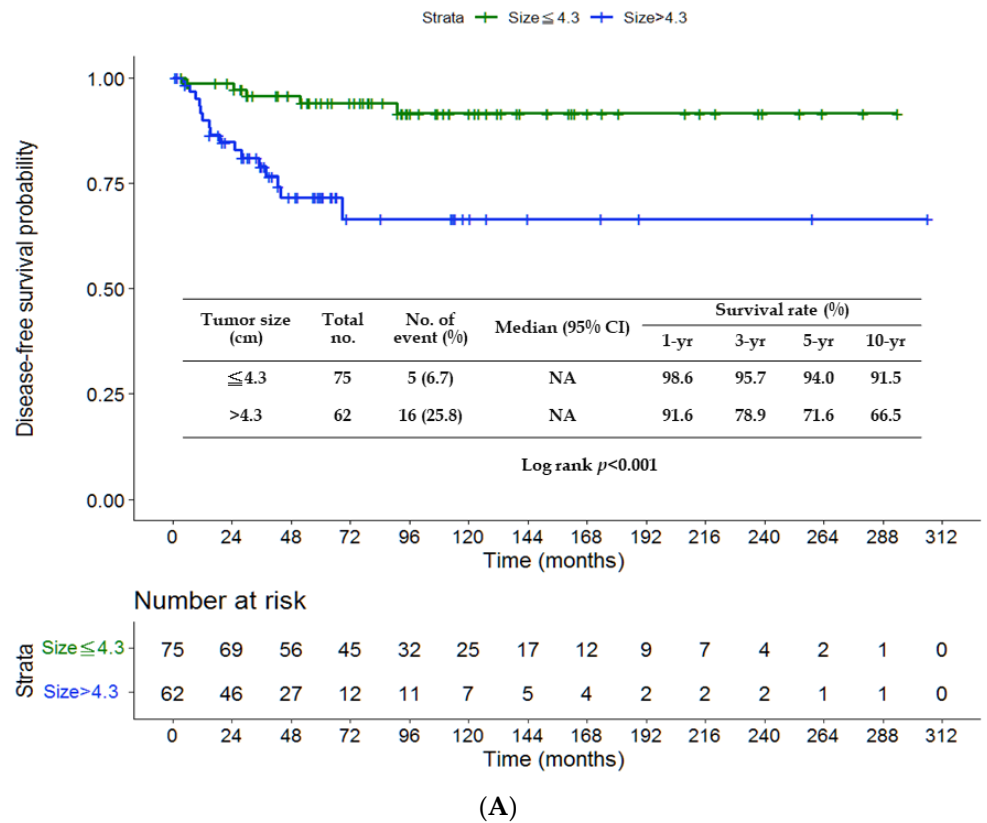 Strata Size≦4.3 Size>4.3
Disease-free survival probability
1.00
0.75
0.50
0.25
0.00
Tumor size (cm) Total no. No. of event (%) Median (95% CI) Survival rate (%)
1-yr 3-yr 5-yr 10-yr
≦4.3 75 5 (6.7) NA 98.6 95.7 94.0 91.5
>4.3 62 16 (25.8) NA 91.6 78.9 71.6 66.5
Log rank p<0.001
0 24 48 72 96 120 144 168 192 216 240 264 288 312
Time (months)
Number at risk
Strata
Size≦4.3 75 69 56 45 32 25 17 12 9 7 4 2 1 0
Size>4.3 62 46 27 12 11 7 5 4 2 2 2 1 1 0
0 24 48 72 96 120 144 168 192 216 240 264 288 312
Time (months)
(A)